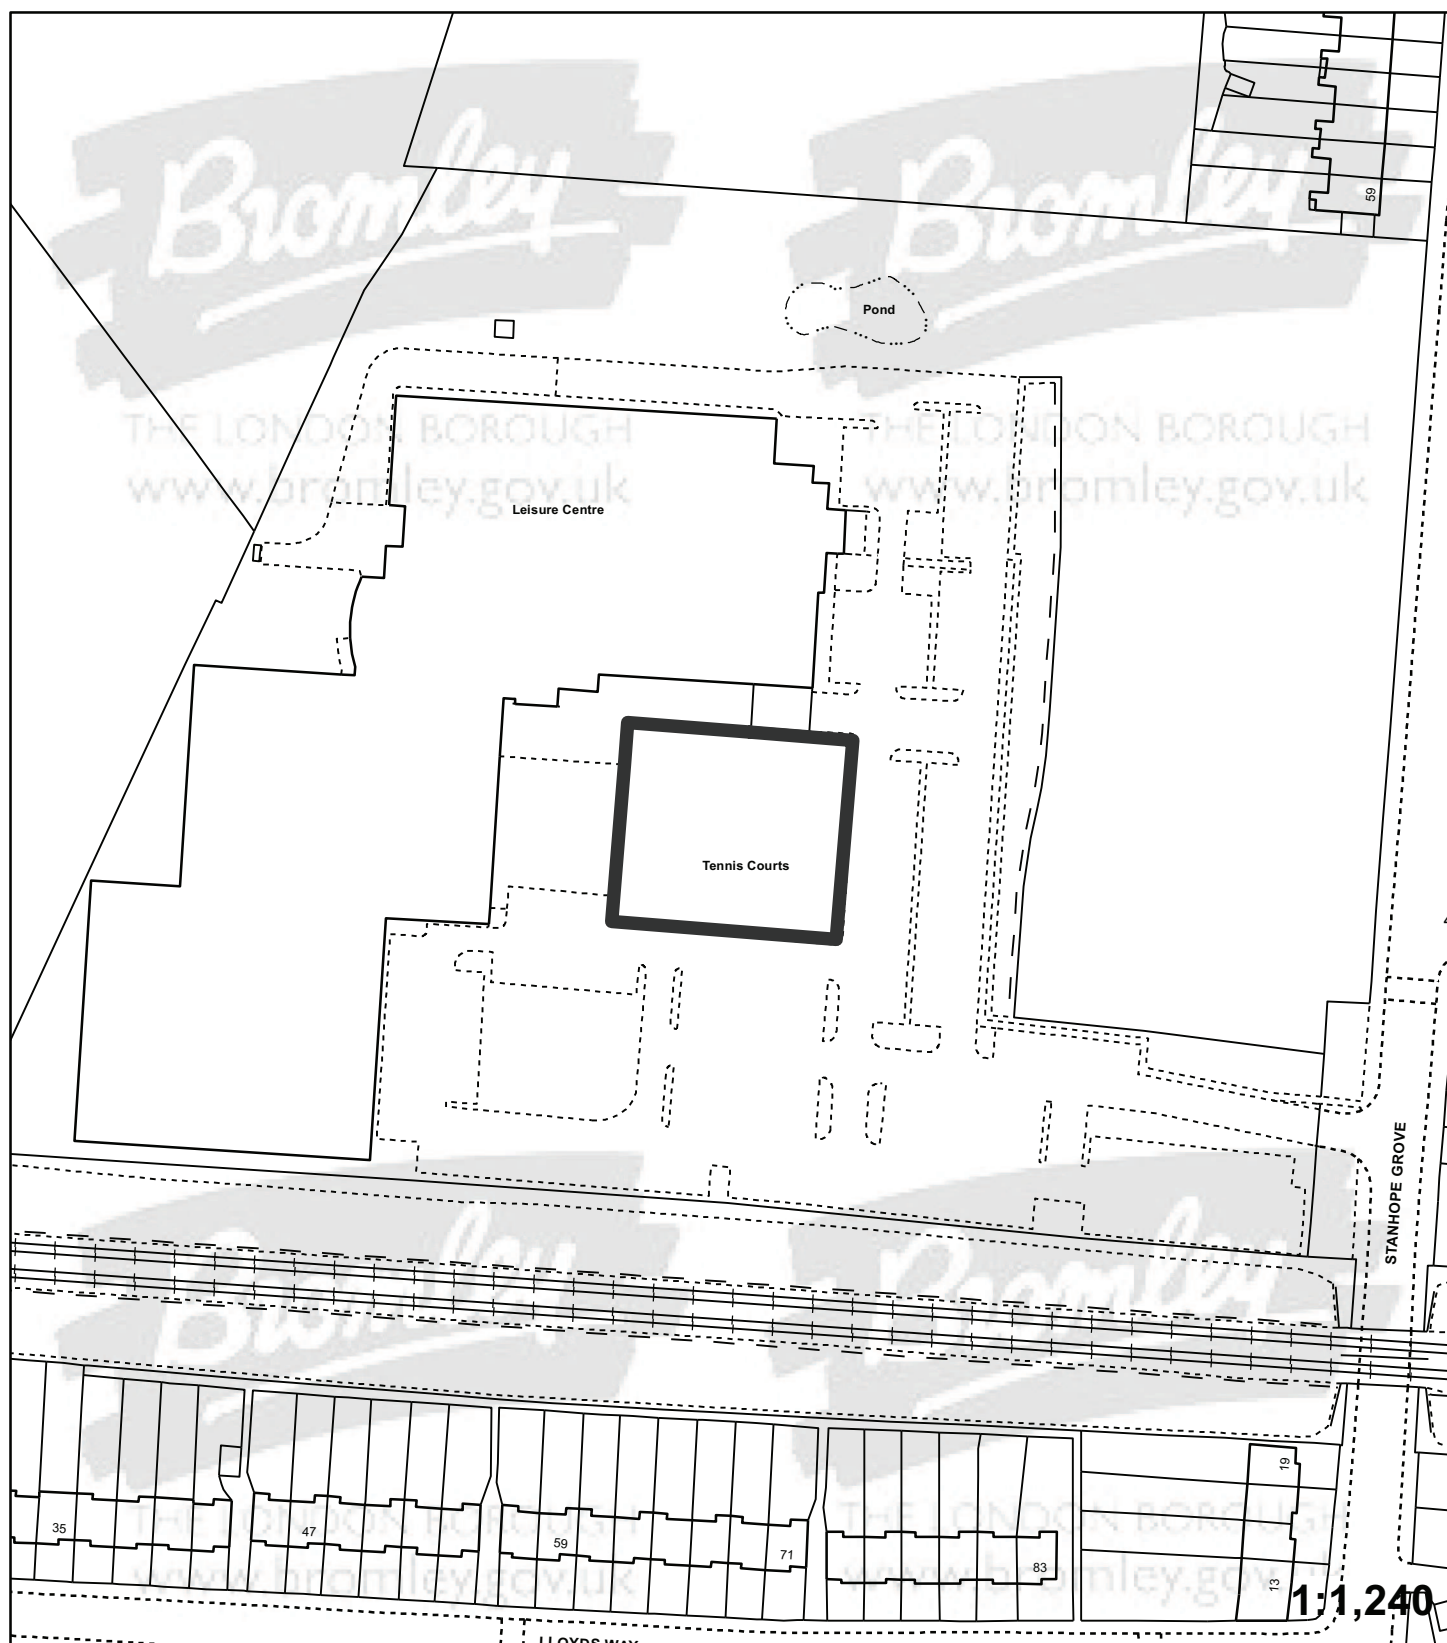 Bromley
THE LONDON BOROUGH
www.bromley.gov.uk
Bromley
THE LONDON BOROUGH
www.bromley.gov.uk
59
Pond
Leisure Centre
Tennis Courts
STANHOPE GROVE
Bromley
THE LONDON BOROUGH
www.bromley.gov.uk
Bromley
THE LONDON BOROUGH
www.bromley.gov.uk
35
47
59
71
83
19
13
1:1,240
LLOYDS WAY